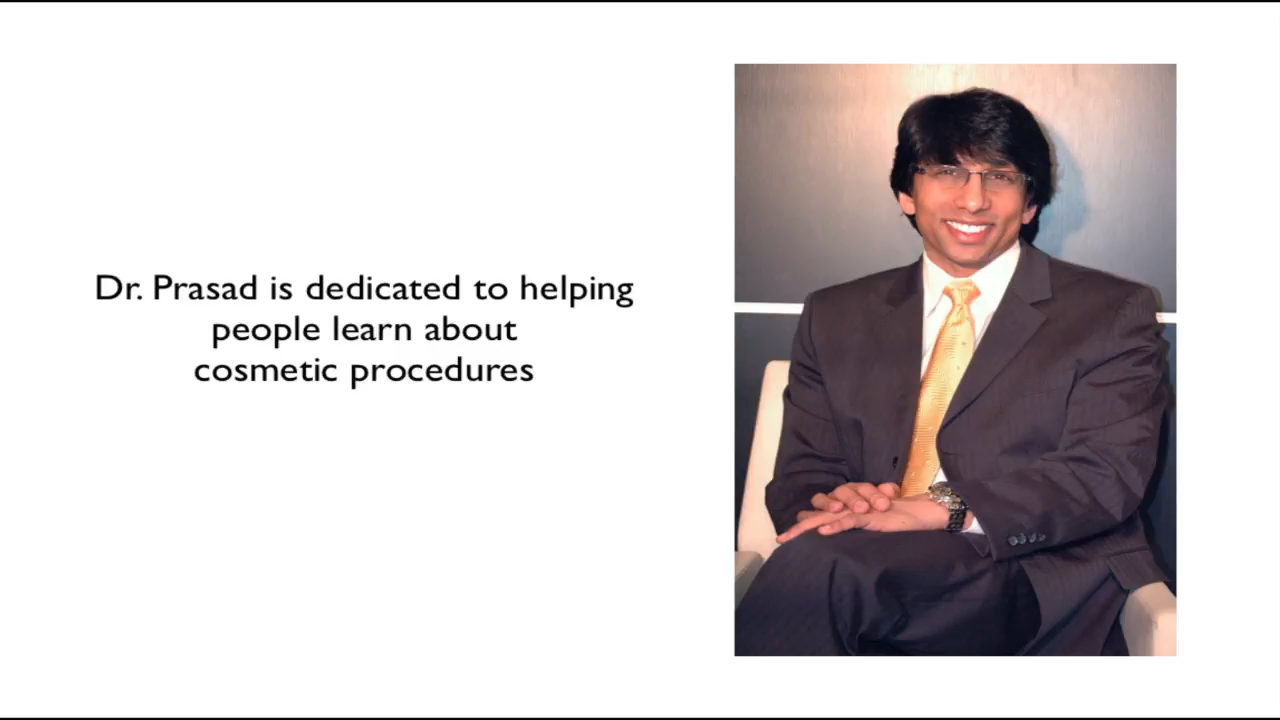 Dr. Prasad is dedicated to helping
people learn about
cosmetic procedures